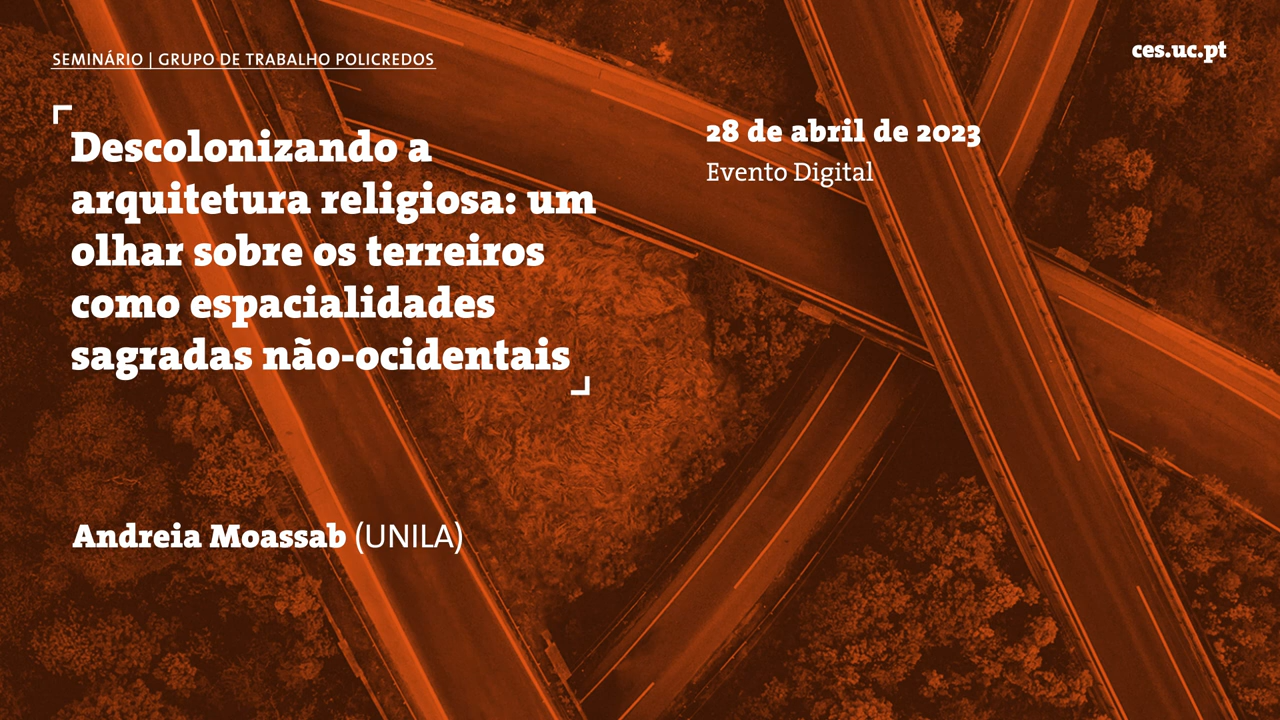 SEMINÁRIO | GRUPO DE TRABALHO POLICREDOS
ces.uc.pt
Descolonizando a
arquitetura religiosa: um
olhar sobre os terreiros
como espacialidades
sagradas não-ocidentais
28 de abril de 2023
Evento Digital
Andreia Moassab (UNILA)